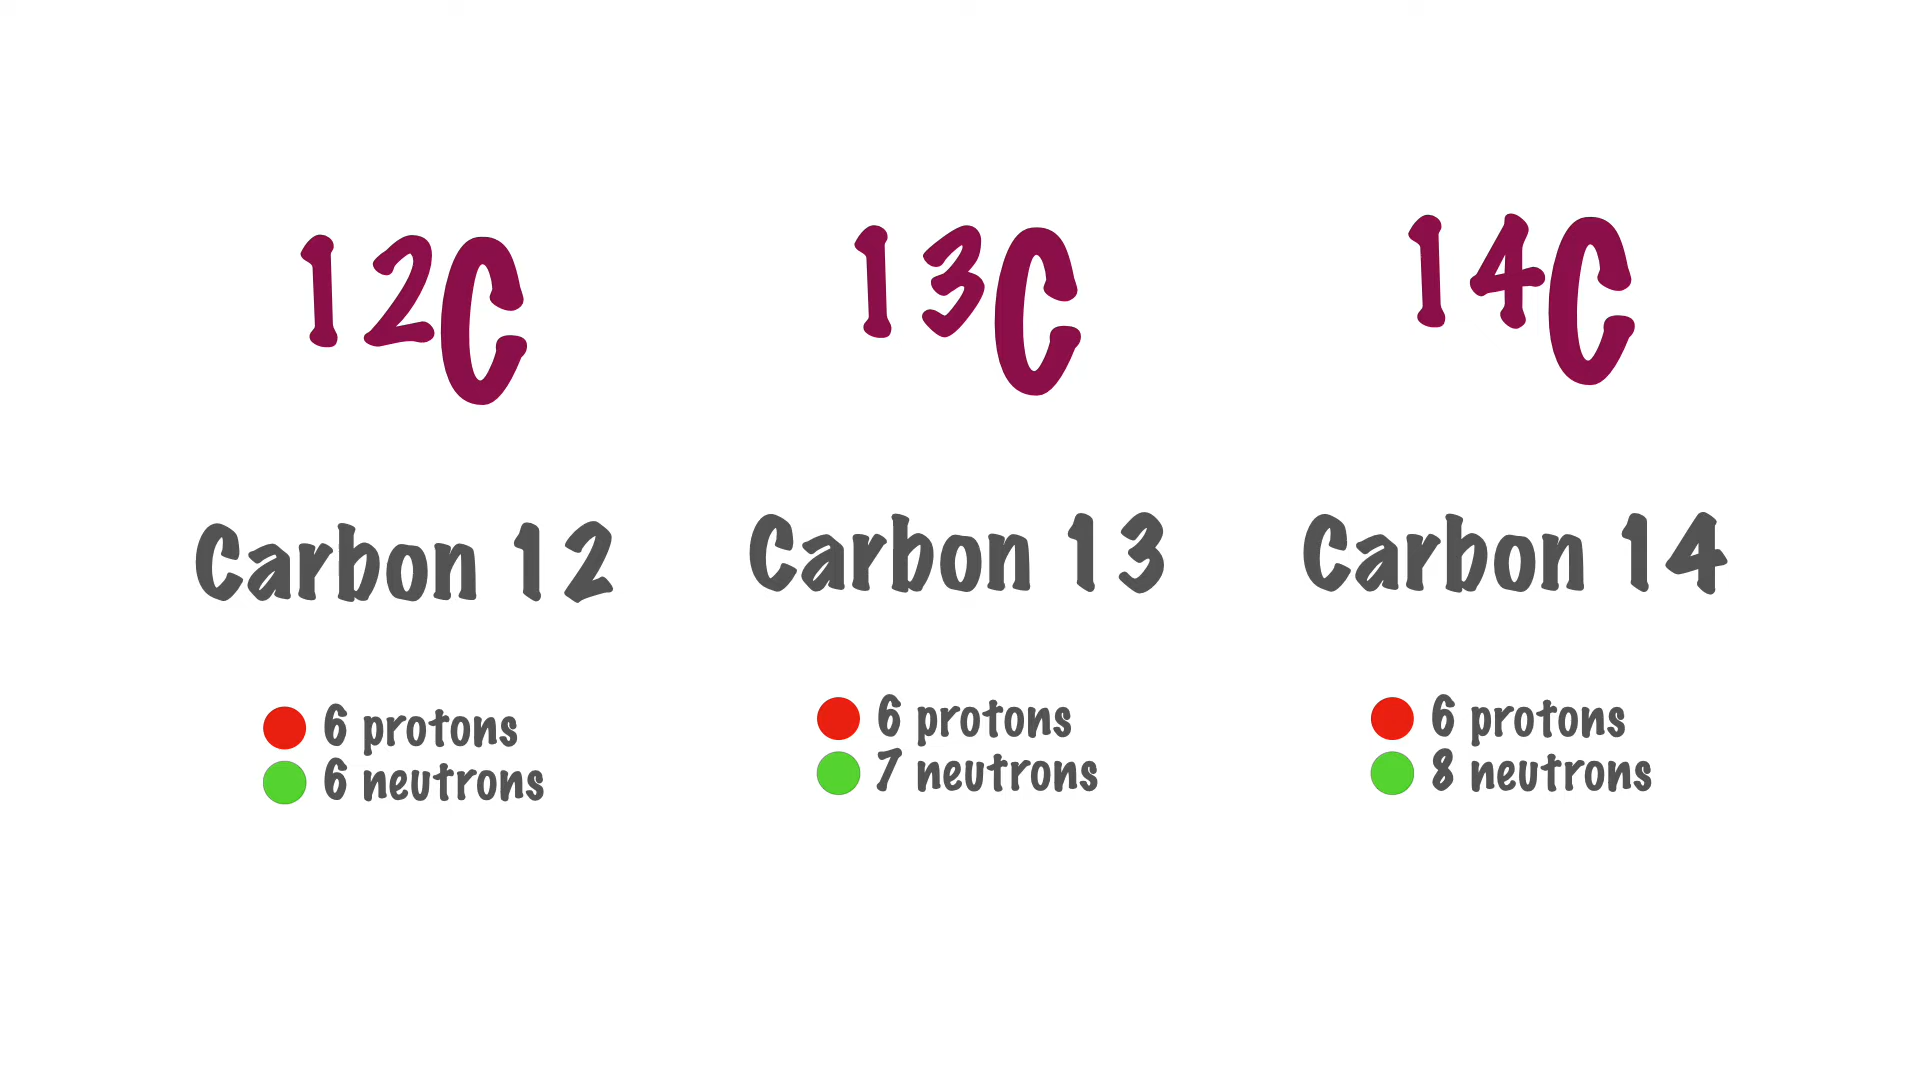 12C
Carbon 12
6 protons
6 neutrons
13C
Carbon 13
6 protons
7 neutrons
14C
Carbon 14
6 protons
8 neutrons